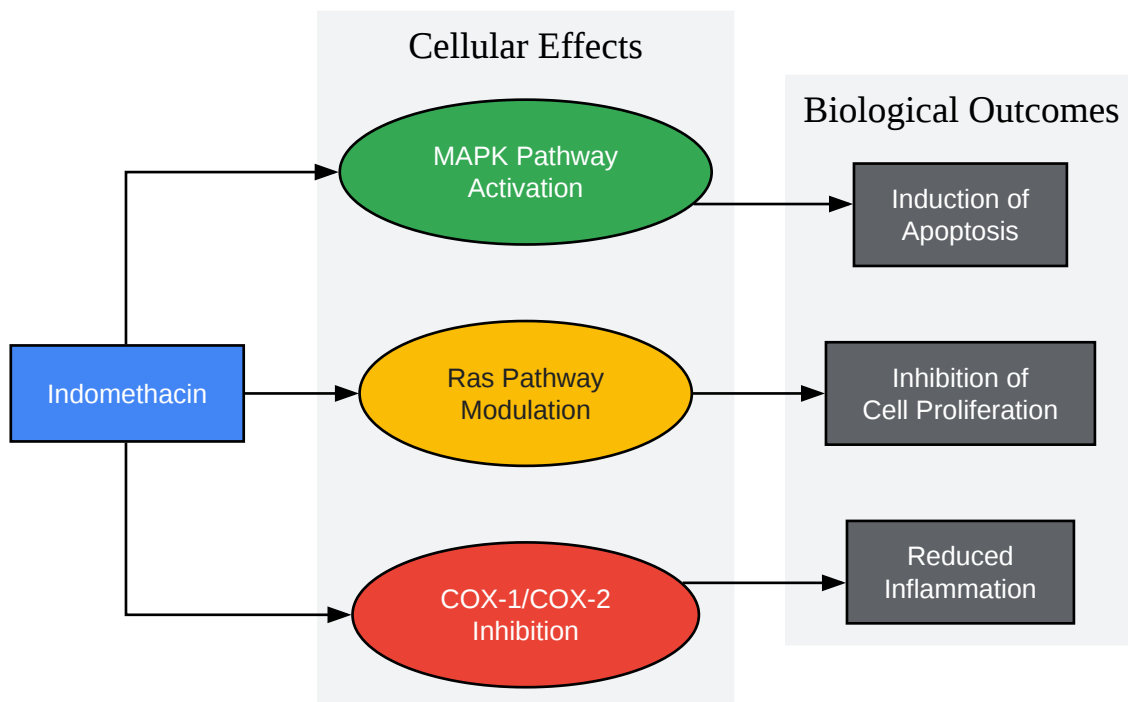 Cellular Effects
Biological Outcomes
MAPK Pathway
Activation
Induction of
Apoptosis
Indomethacin
Ras Pathway
Modulation
Inhibition of
Cell Proliferation
COX-1/COX-2
Inhibition
Reduced
Inflammation